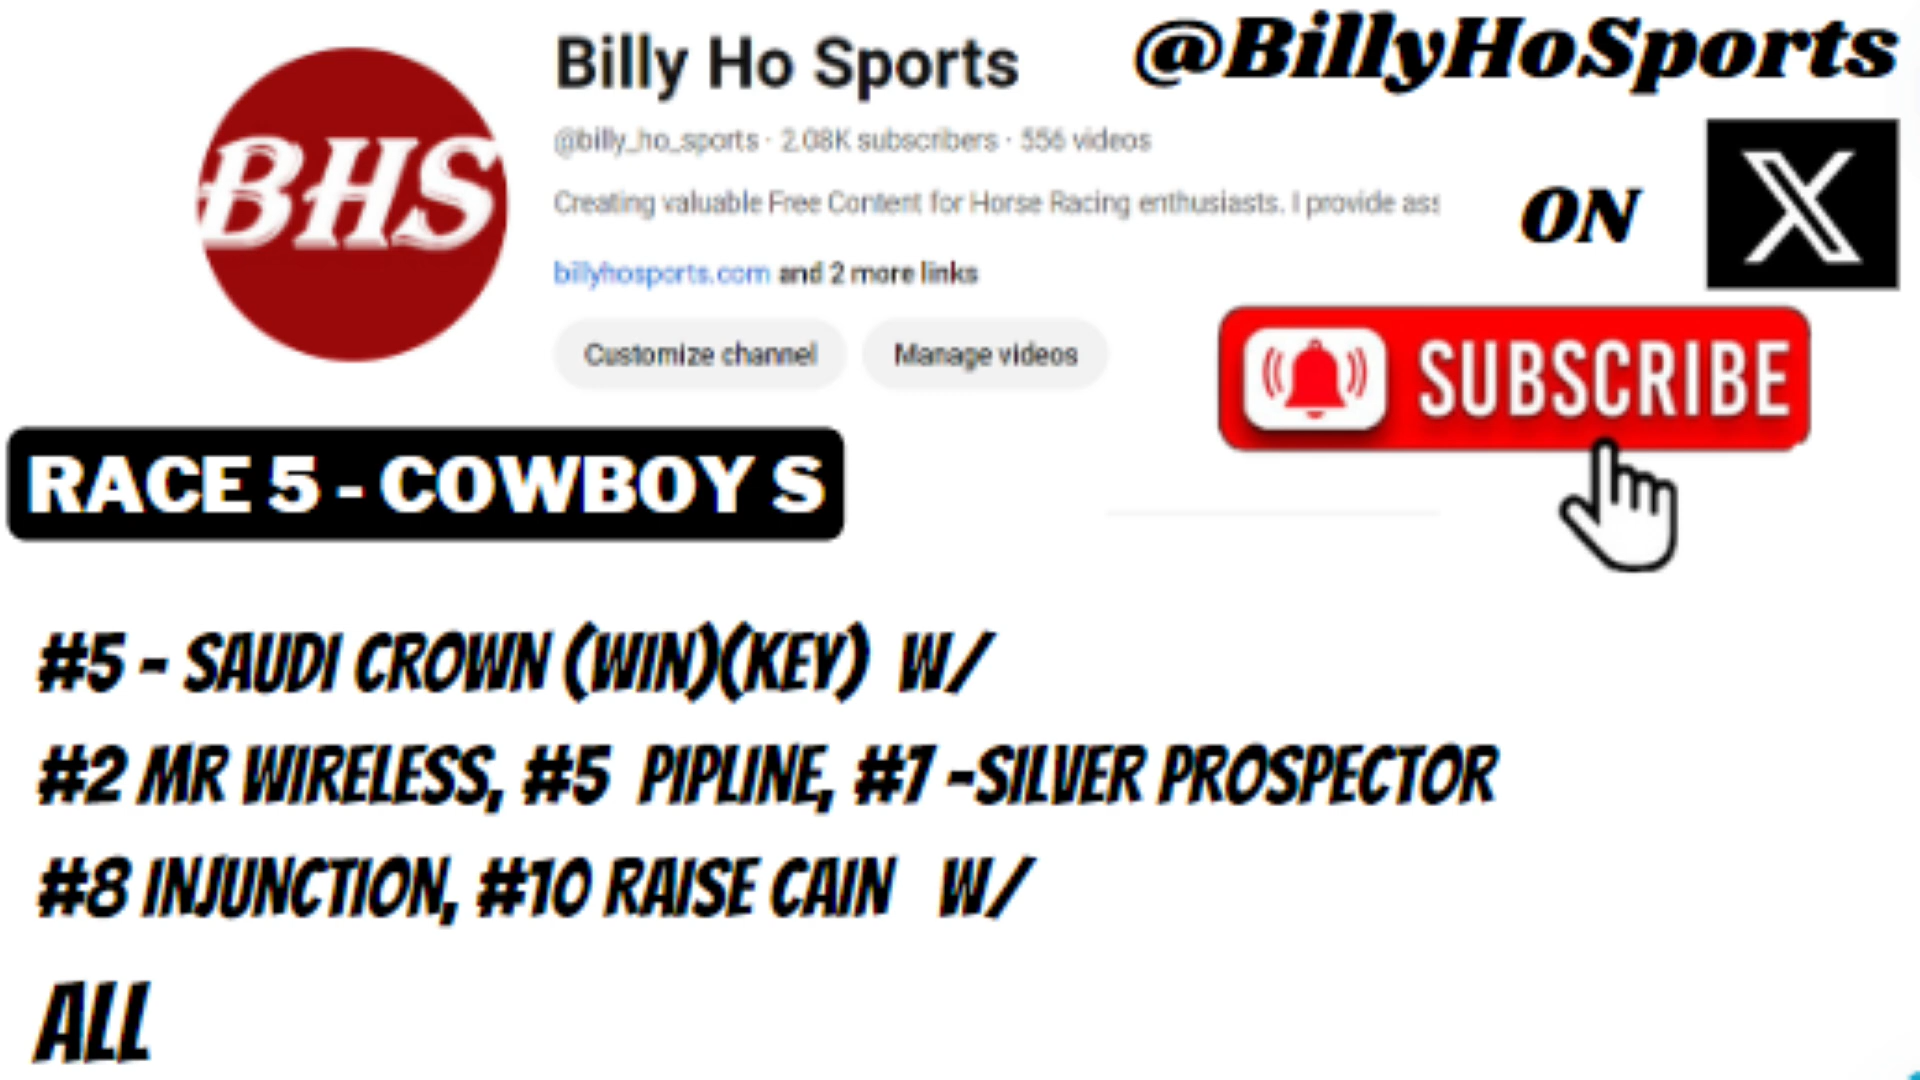 BHS
Billy Ho Sports
@BillyHoSports
@billy_ho_sports · 2.08K subscribers · 556 videos
Creating valuable Free Content for Horse Racing enthusiasts. I provide ass
ON X
billyhosports.com and 2 more links
Customize channel Manage videos
SUBSCRIBE
RACE 5 - COWBOY S
#5 - SAUDI CROWN (WIN)(KEY) W/
#2 MR WIRELESS, #5 PIPLINE, #7 -SILVER PROSPECTOR
#8 INJUNCTION, #10 RAISE CAIN W/
ALL